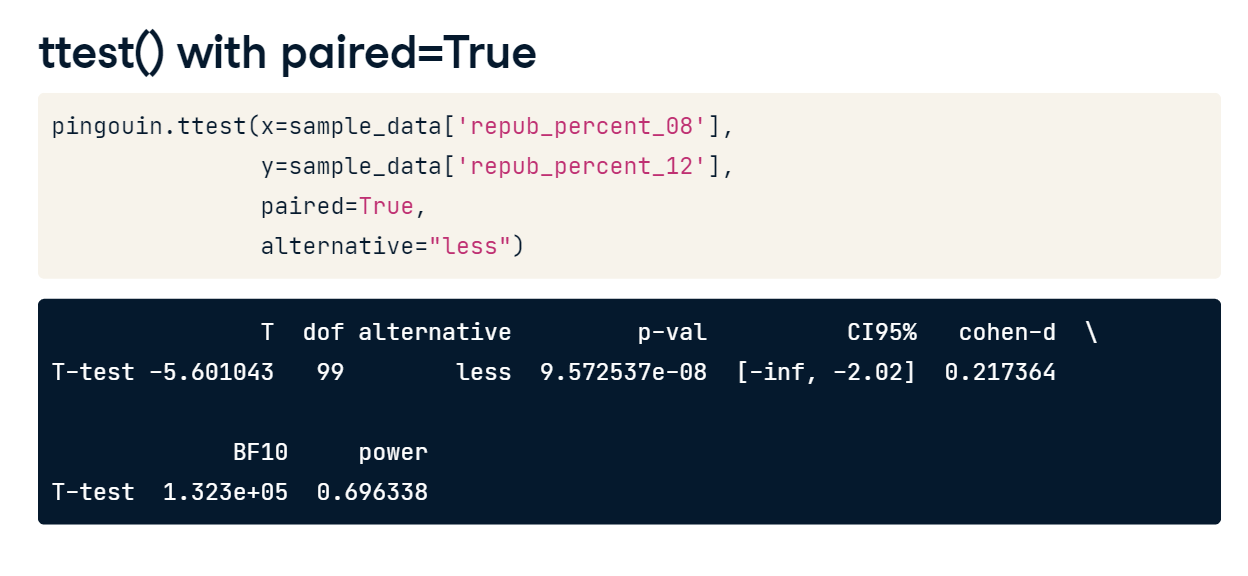 ttest() with paired=True
pingouin.ttest(x=sample_data['repub_percent_08'],
               y=sample_data['repub_percent_12'],
               paired=True,
               alternative="less")
               T  dof alternative         p-val          CI95%   cohen-d  \
T-test -5.601043   99        less  9.572537e-08  [-inf, -2.02]  0.217364
             BF10     power
T-test  1.323e+05  0.696338